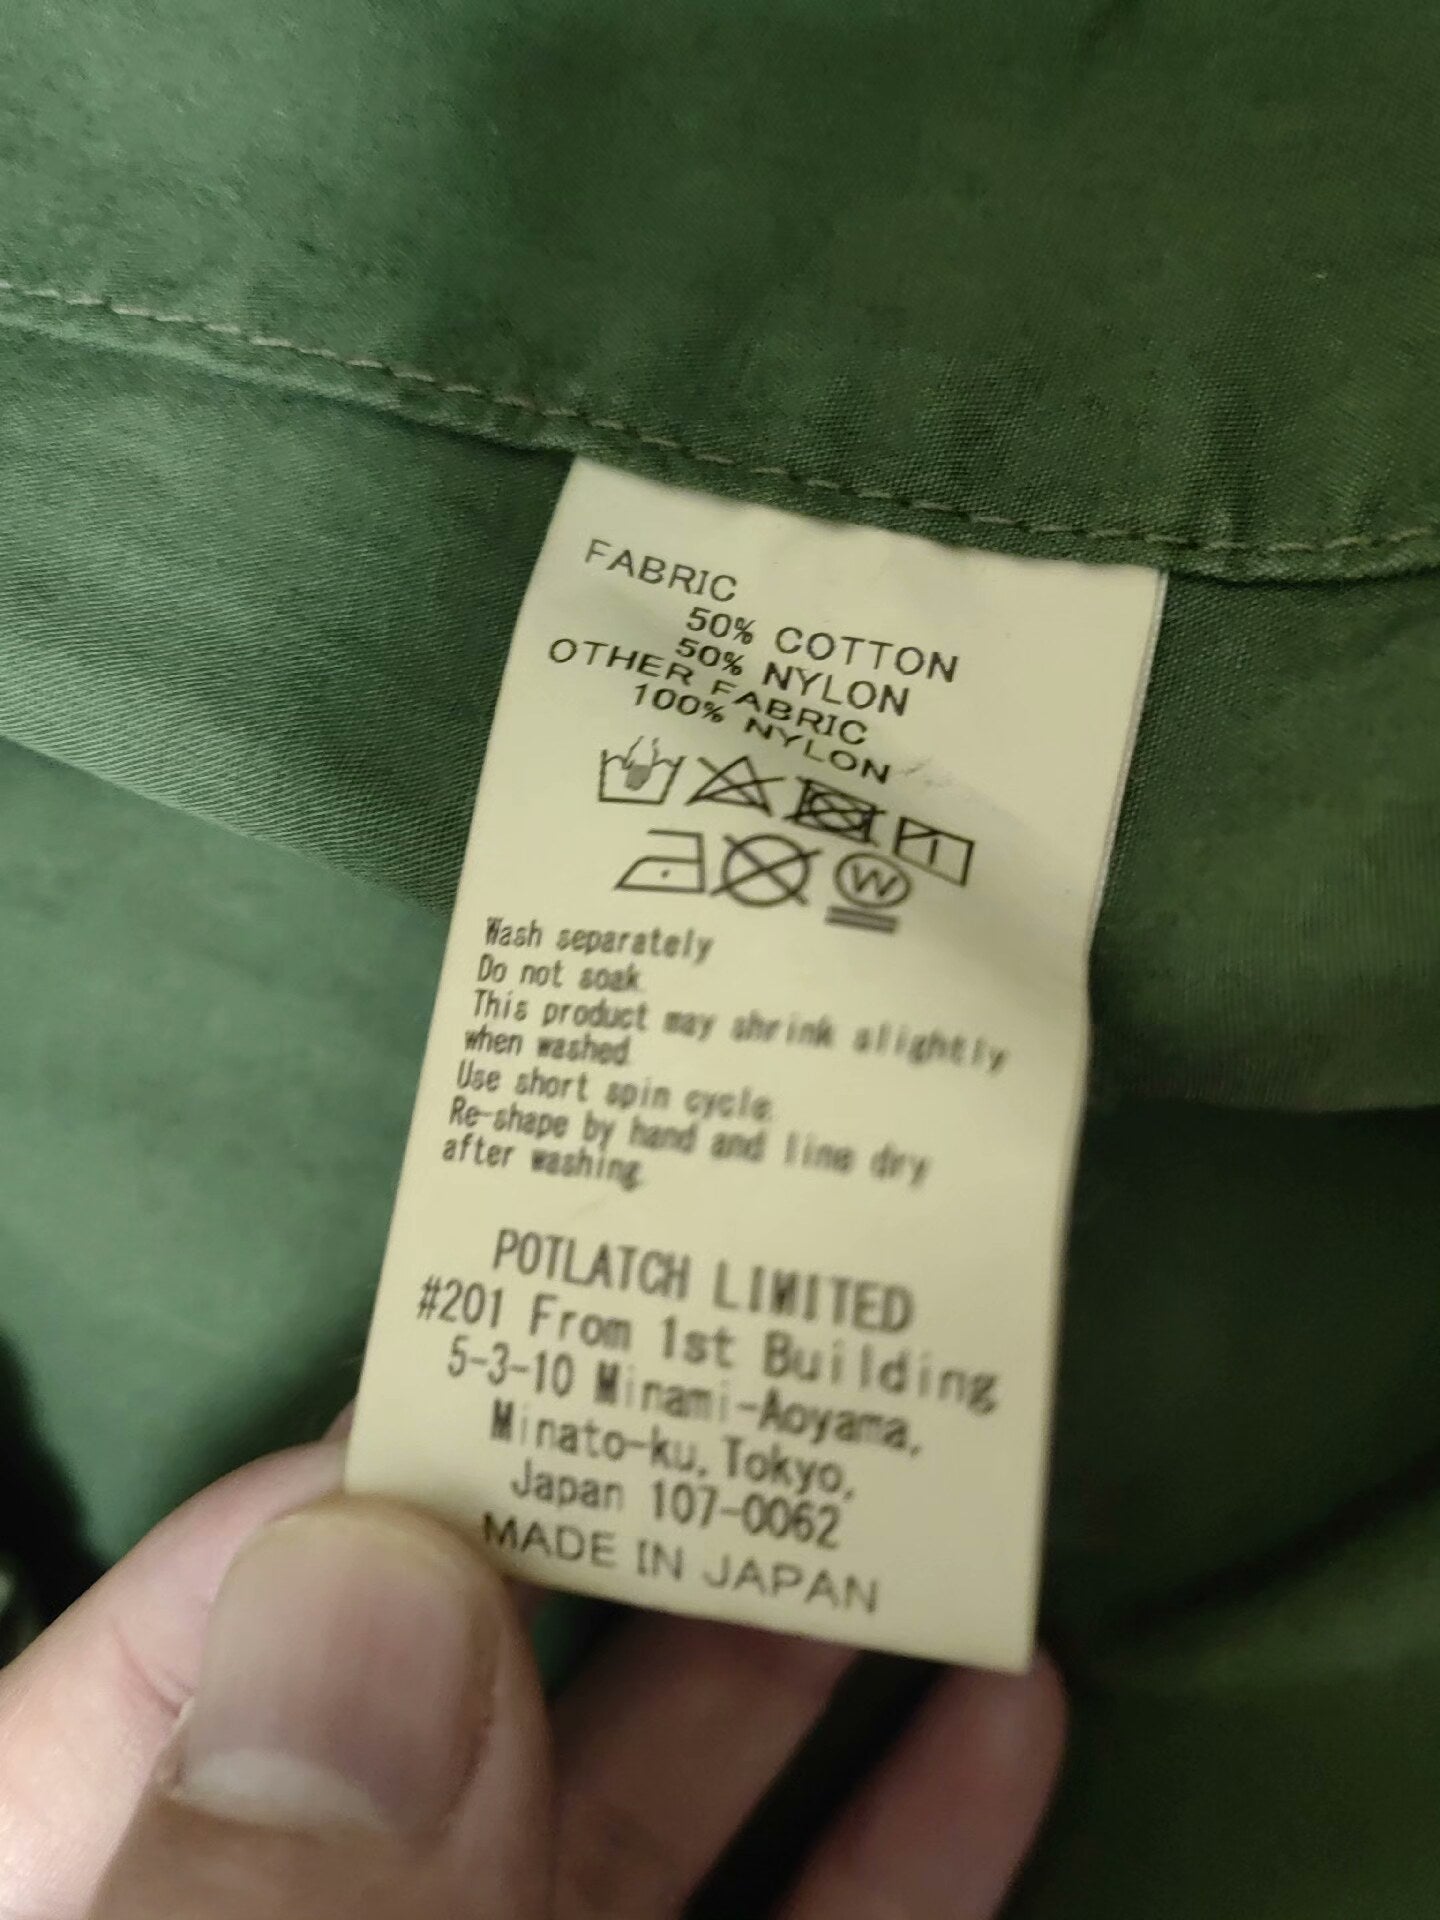 FABRIC
50% COTTON
50% NYLON
OTHER FABRIC
100% NYLON
W
Wash separately
Do not soak.
This product may shrink slightly
when washed.
Use short spin cycle.
Re-shape by hand and line dry
after washing.
POTLATCH LIMITED
#201 From 1st Building
5-3-10 Minami-Aoyama,
Minato-ku, Tokyo,
Japan 107-0062
MADE IN JAPAN